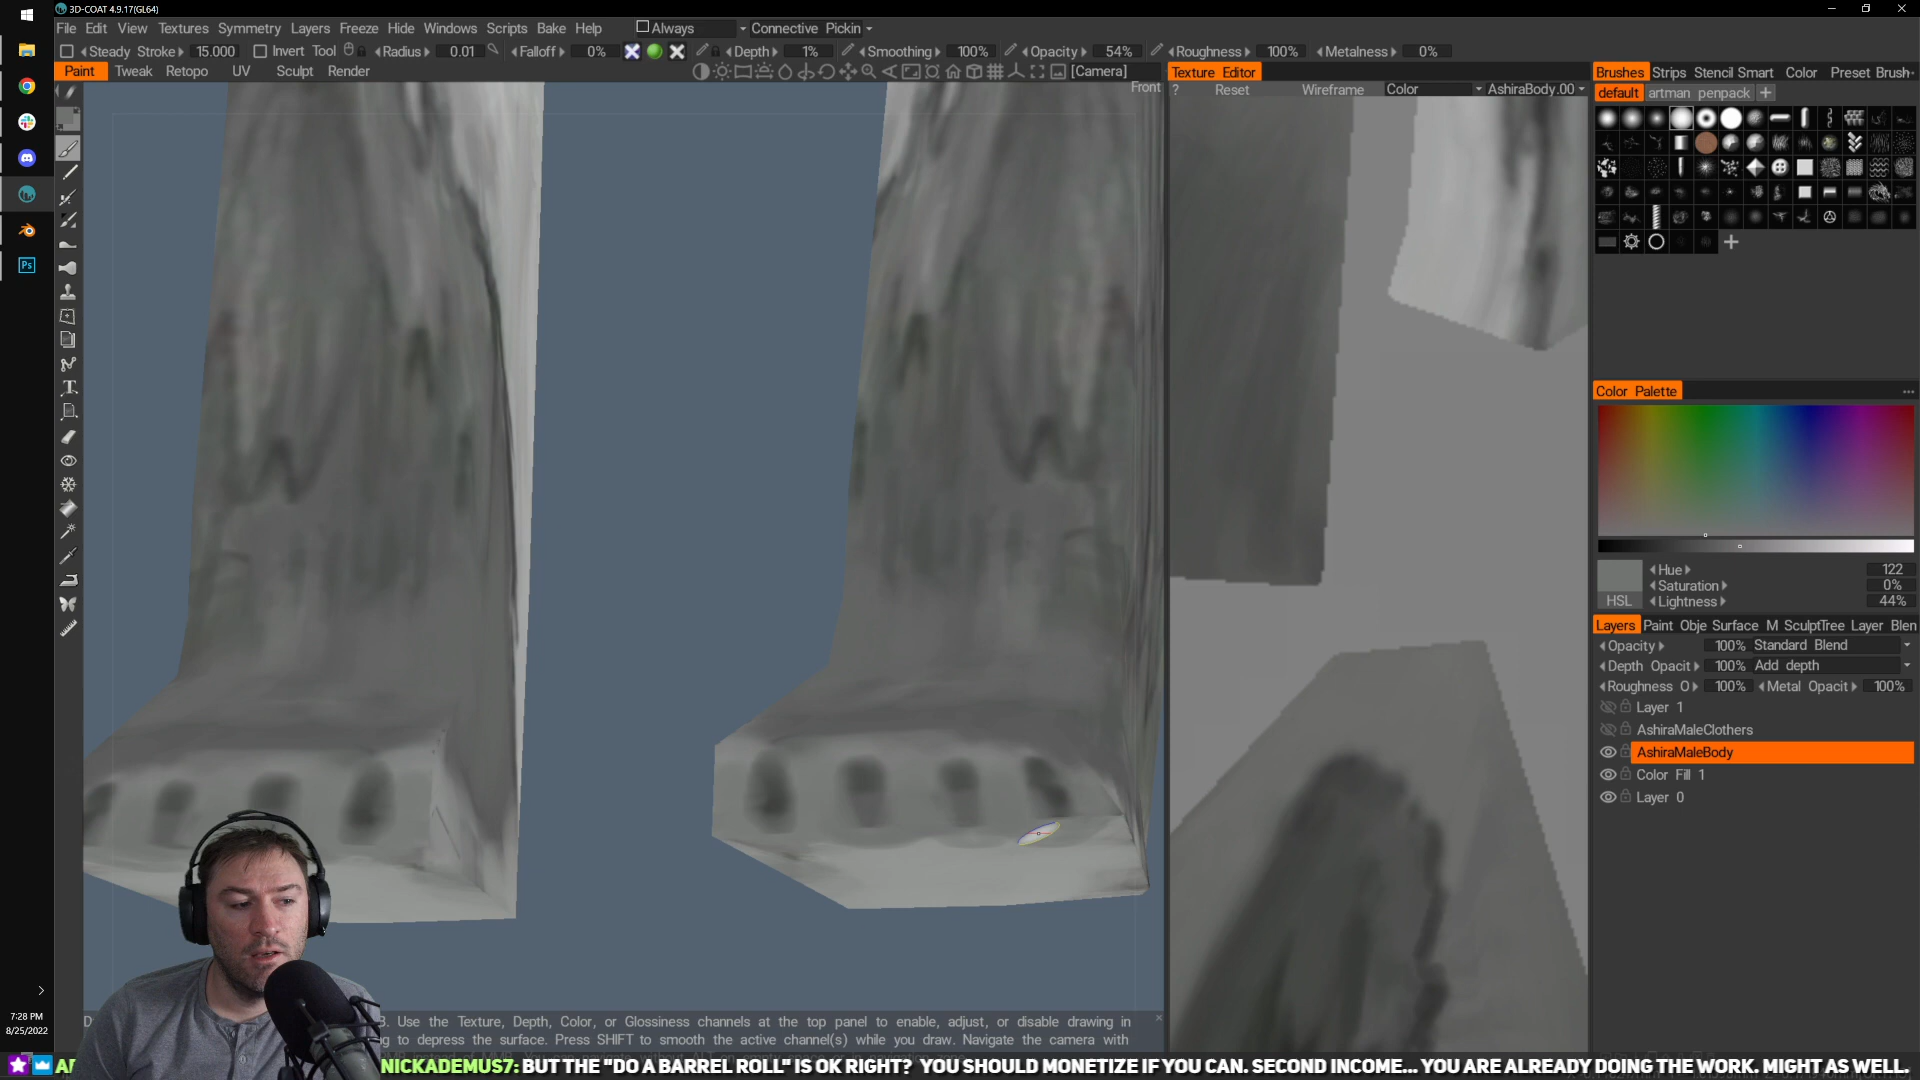 3D-COAT 4.9.17(GL64)
File Edit View Textures Symmetry Layers Freeze Hide Windows Scripts Bake Help Always Connective Pickin
Steady Stroke 15.000 Invert Tool Radius 0.01 Falloff 0% Depth 1% Smoothing 100% Opacity 54% Roughness 100% Metalness 0%
Paint Tweak Retopo UV Sculpt Render [Camera]
Front
Texture Editor
? Reset Wireframe Color AshiraBody.00
Brushes Strips Stencil Smart Color Preset Brush
default artman penpack
Color Palette
Hue 122
Saturation 0%
HSL Lightness 44%
Layers Paint Obje Surface M SculptTree Layer Blen
Opacity 100% Standard Blend
Depth Opacit 100% Add depth
Roughness O 100% Metal Opacit 100%
Layer 1
AshiraMaleClothers
AshiraMaleBody
Color Fill 1
Layer 0
Ps
7:28 PM
8/25/2022
B. Use the Texture, Depth, Color, or Glossiness channels at the top panel to enable, adjust, or disable drawing in
g to depress the surface. Press SHIFT to smooth the active channel(s) while you draw. Navigate the camera with
NICKADEMUS7: BUT THE "DO A BARREL ROLL" IS OK RIGHT? YOU SHOULD MONETIZE IF YOU CAN. SECOND INCOME... YOU ARE ALREADY DOING THE WORK. MIGHT AS WELL.